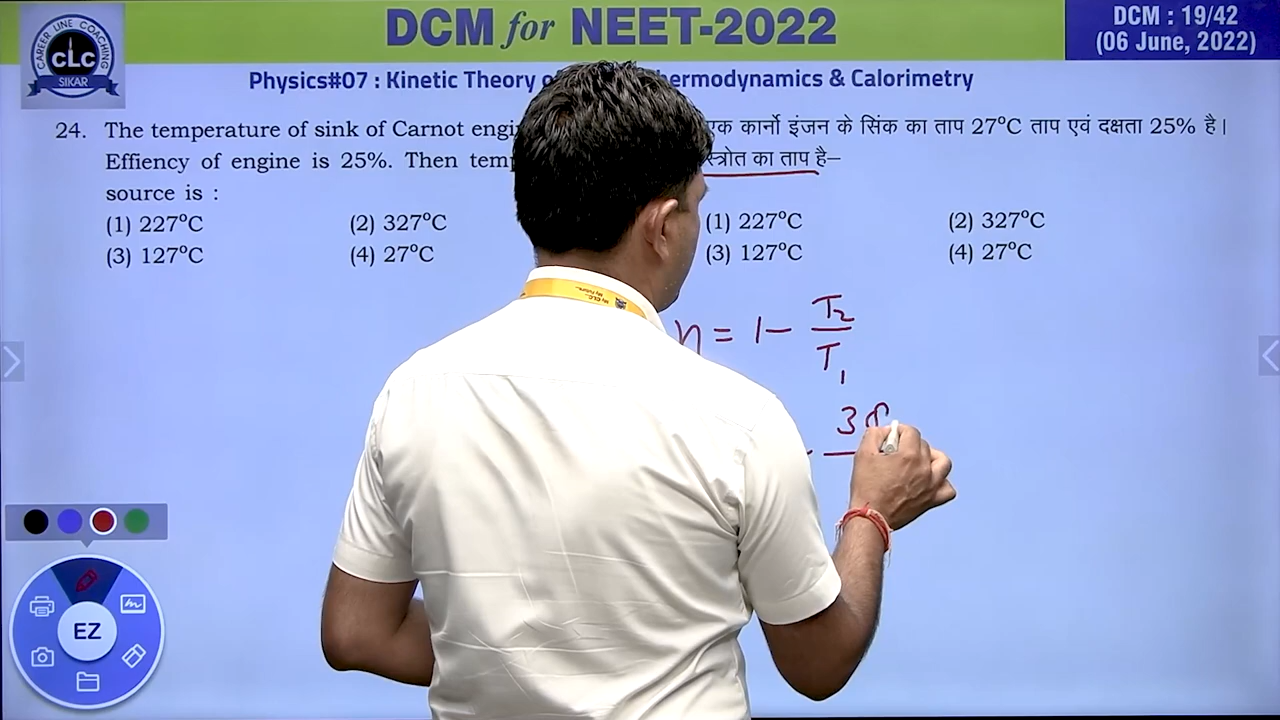 DCM for NEET-2022
DCM : 19/42
(06 June, 2022)
CAREER LINE COACHING
CLC
SIKAR
Physics#07 : Kinetic Theory
ermodynamics & Calorimetry
24. The temperature of sink of Carnot engi
Effiency of engine is 25%. Then tem
source is :
(1) 227°C (2) 327°C
(3) 127°C (4) 27°C
एक कार्नो इंजन के सिंक का ताप 27°C ताप एवं दक्षता 25% है।
स्त्रोत का ताप है–
(1) 227°C (2) 327°C
(3) 127°C (4) 27°C
η = 1 - T₂/T₁
3
EZ